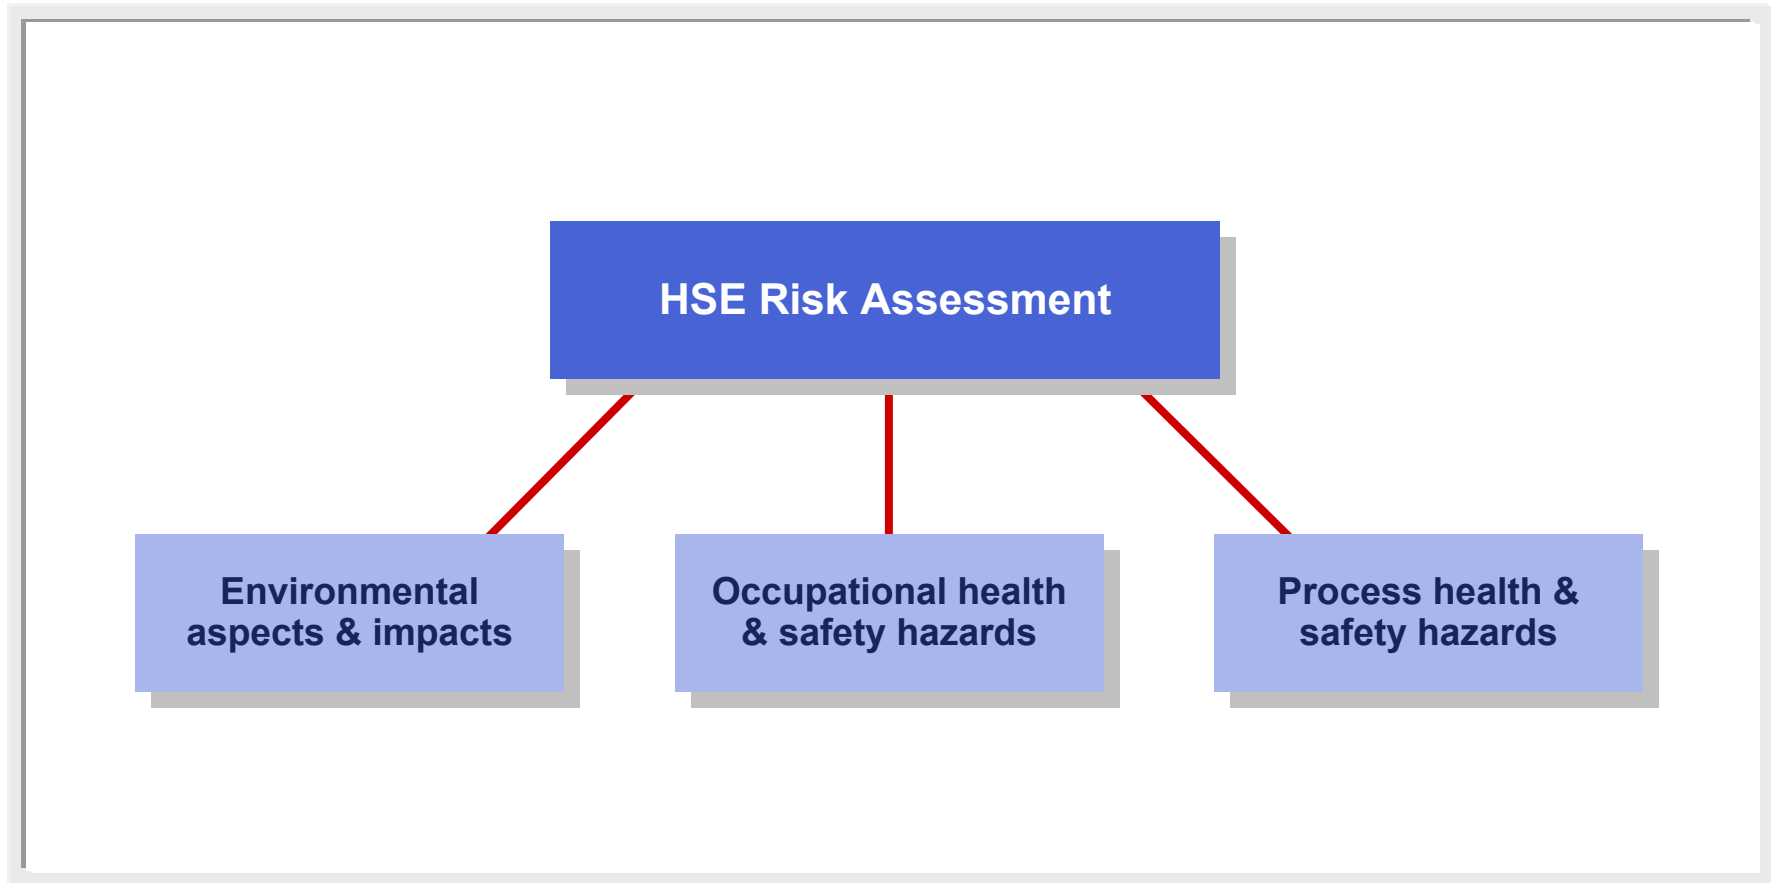 HSE Risk Assessment
Environmental
aspects & impacts
Occupational health
& safety hazards
Process health &
safety hazards